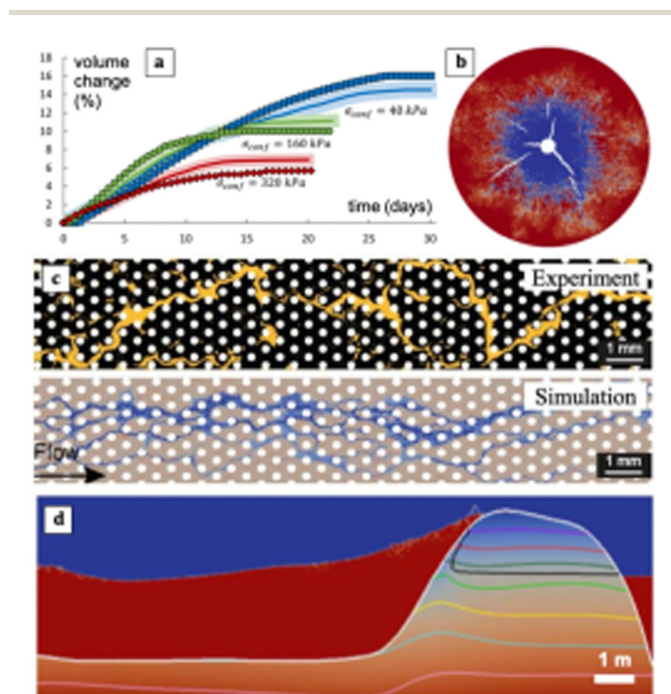 volume
change
(%)
a
18
16
14
12
10
8
6
4
2
0
σconf = 40 kPa
σconf = 160 kPa
σconf = 320 kPa
time (days)
0 5 10 15 20 25 30
b
c
Experiment
1 mm
Simulation
Flow
1 mm
d
1 m